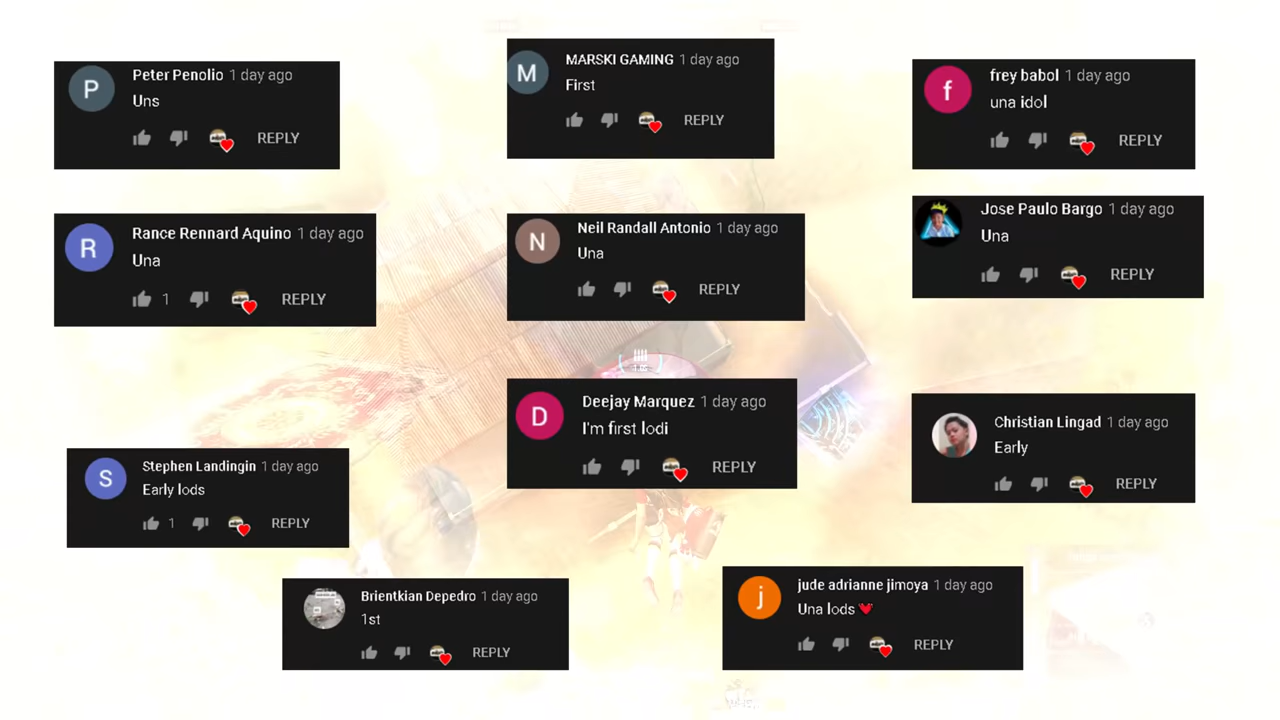 Peter Penolio 1 day ago
Uns
REPLY
MARSKI GAMING 1 day ago
First
REPLY
frey babol 1 day ago
una idol
REPLY
Rance Rennard Aquino 1 day ago
Una
1 REPLY
Neil Randall Antonio 1 day ago
Una
REPLY
Jose Paulo Bargo 1 day ago
Una
REPLY
Deejay Marquez 1 day ago
I'm first lodi
REPLY
Christian Lingad 1 day ago
Early
REPLY
Stephen Landingin 1 day ago
Early lods
1 REPLY
Brientkian Depedro 1 day ago
1st
REPLY
jude adrianne jimoya 1 day ago
Una lods
REPLY